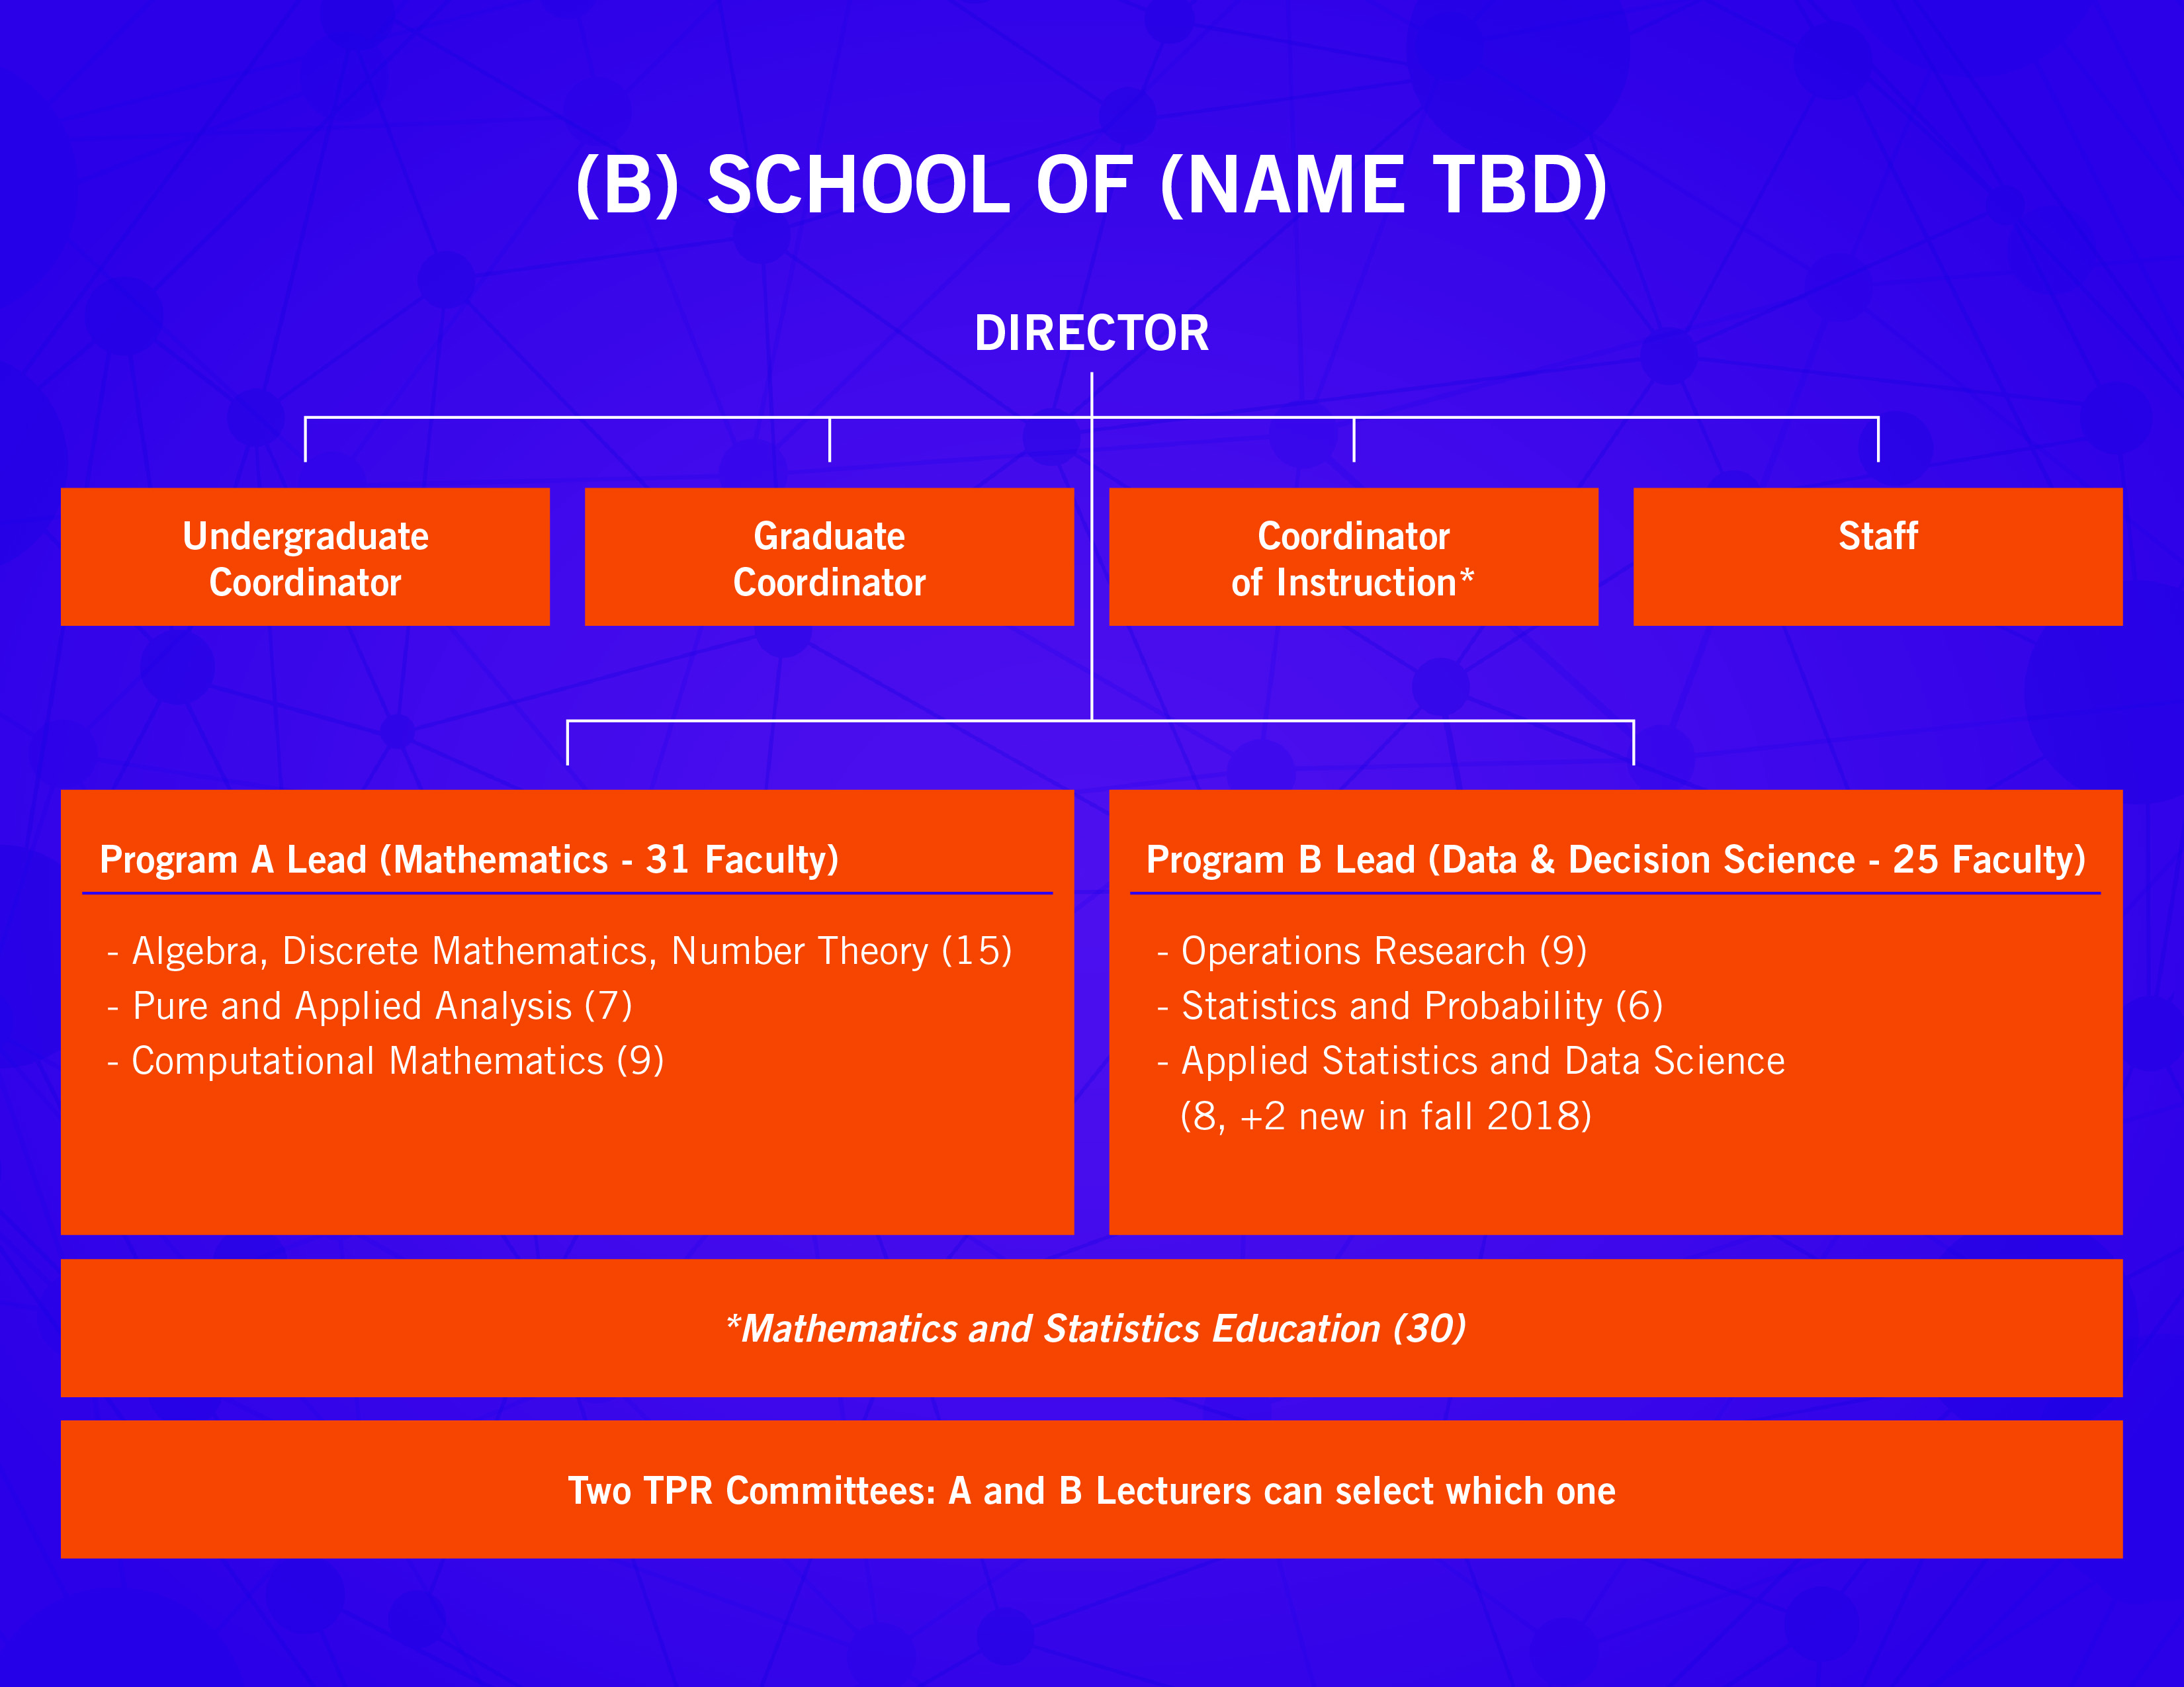 (B) SCHOOL OF (NAME TBD)
DIRECTOR
Undergraduate
Coordinator
Graduate
Coordinator
Coordinator
of Instruction*
Staff
Program A Lead (Mathematics - 31 Faculty)
- Algebra, Discrete Mathematics, Number Theory (15)
- Pure and Applied Analysis (7)
- Computational Mathematics (9)
Program B Lead (Data & Decision Science - 25 Faculty)
- Operations Research (9)
- Statistics and Probability (6)
- Applied Statistics and Data Science
(8, +2 new in fall 2018)
*Mathematics and Statistics Education (30)
Two TPR Committees: A and B Lecturers can select which one